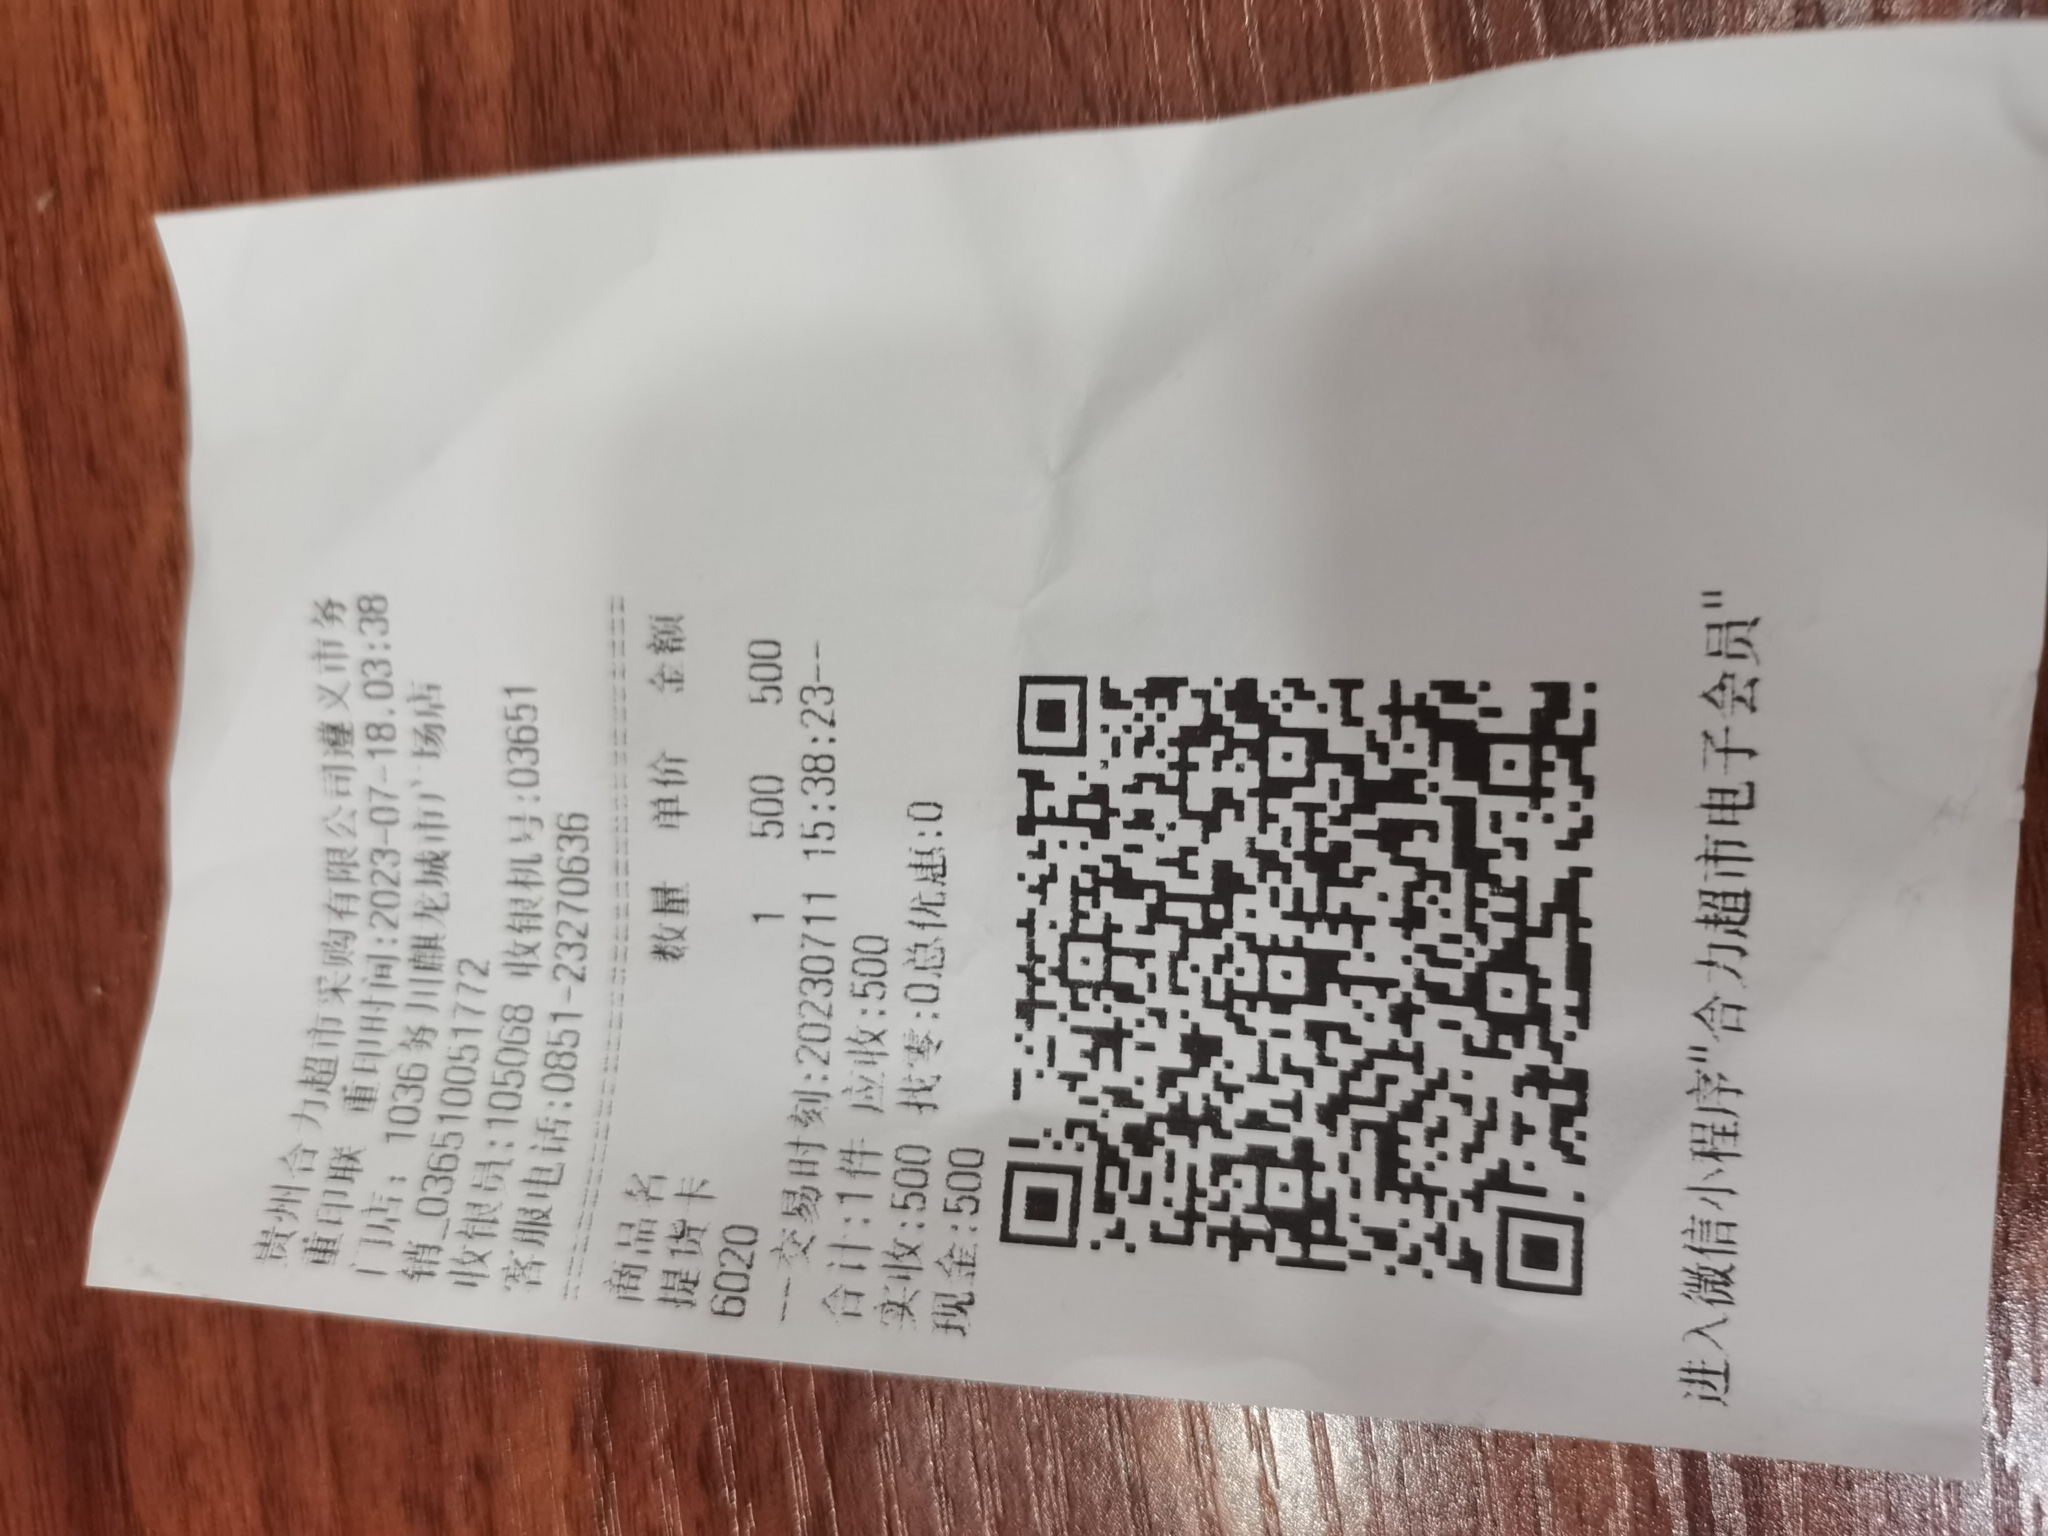 贵州合力超市采购有限公司遵义市务
重印联 重印时间:2023-07-18.03:38
门店: 1036务川麒龙城市广场店
销_036510051772
收银员:105068 收银机号:03651
客服电话:0851-23270636
================================
商品名 数量 单价 金额
提货卡
6020 1 500 500
--交易时刻:20230711 15:38:23--
合计:1件 应收:500
实收:500 找零:0总优惠:0
现金:500
进入微信小程序"合力超市电子会员"